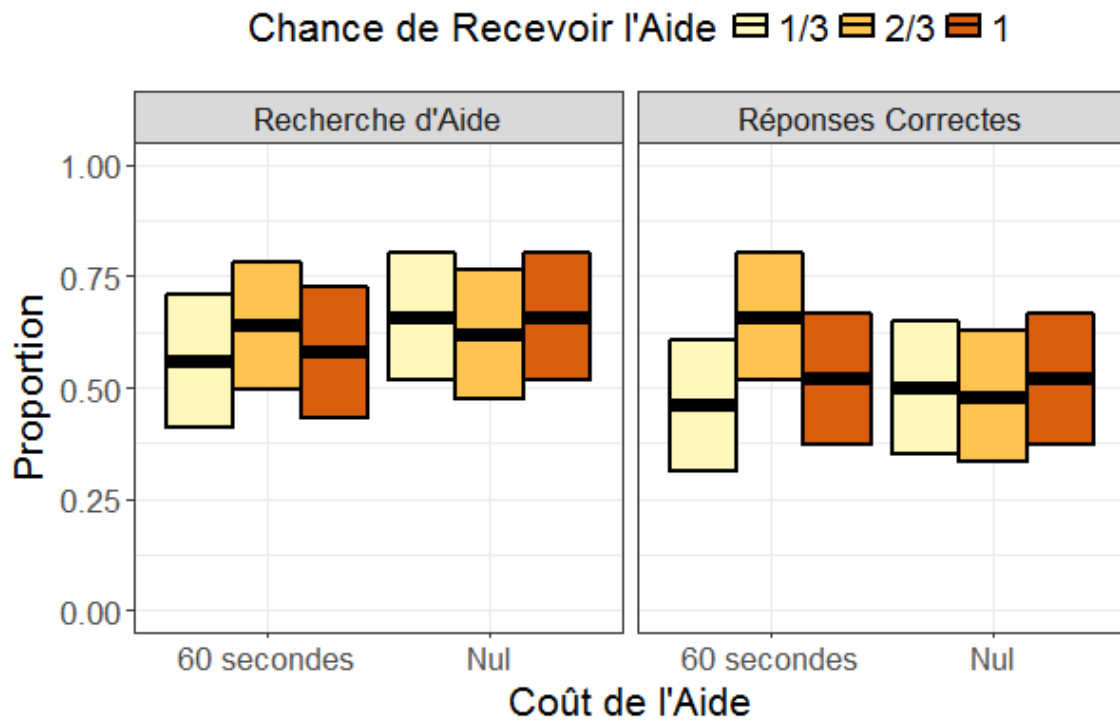 Chance de Recevoir l'Aide 1/3 2/3 1
Recherche d'Aide
Réponses Correctes
Proportion
1.00
0.75
0.50
0.25
0.00
60 secondes
Nul
60 secondes
Nul
Coût de l'Aide